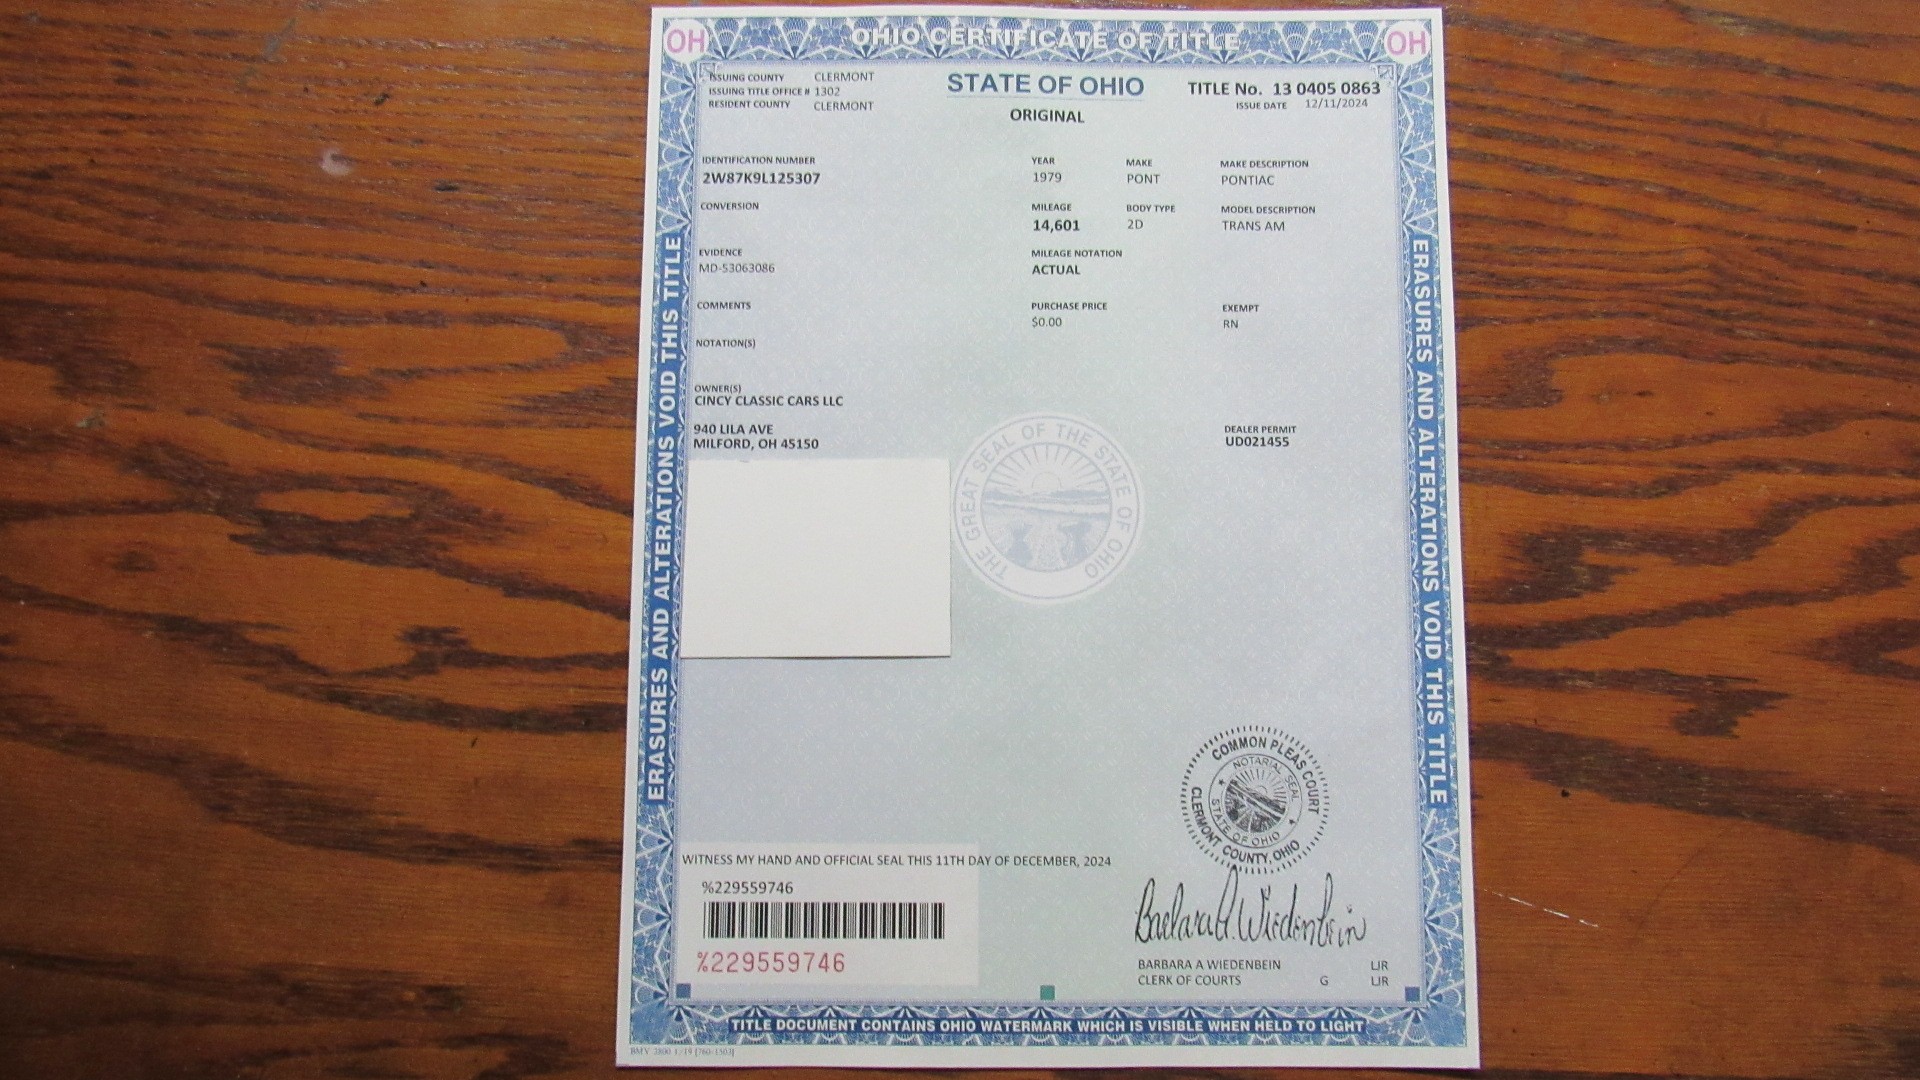 OHIO CERTIFICATE OF TITLE
OH
OH
ISSUING COUNTY CLERMONT
ISSUING TITLE OFFICE # 1302
RESIDENT COUNTY CLERMONT
STATE OF OHIO
ORIGINAL
TITLE No. 13 0405 0863
ISSUE DATE 12/11/2024
IDENTIFICATION NUMBER YEAR MAKE MAKE DESCRIPTION
2W87K9L125307 1979 PONT PONTIAC
CONVERSION MILEAGE BODY TYPE MODEL DESCRIPTION
14,601 2D TRANS AM
EVIDENCE MILEAGE NOTATION
MD-53063086 ACTUAL
COMMENTS PURCHASE PRICE EXEMPT
$0.00 RN
NOTATION(S)
OWNER(S)
CINCY CLASSIC CARS LLC
940 LILA AVE DEALER PERMIT
MILFORD, OH 45150 UD021455
THE GREAT SEAL OF THE STATE OF OHIO
ERASURES AND ALTERATIONS VOID THIS TITLE
ERASURES AND ALTERATIONS VOID THIS TITLE
COMMON PLEAS COURT
CLERMONT COUNTY, OHIO
NOTARIAL SEAL
STATE OF OHIO
WITNESS MY HAND AND OFFICIAL SEAL THIS 11TH DAY OF DECEMBER, 2024
%229559746
%229559746
Barbara A. Wiedenbein
BARBARA A WIEDENBEIN LJR
CLERK OF COURTS G LJR
TITLE DOCUMENT CONTAINS OHIO WATERMARK WHICH IS VISIBLE WHEN HELD TO LIGHT